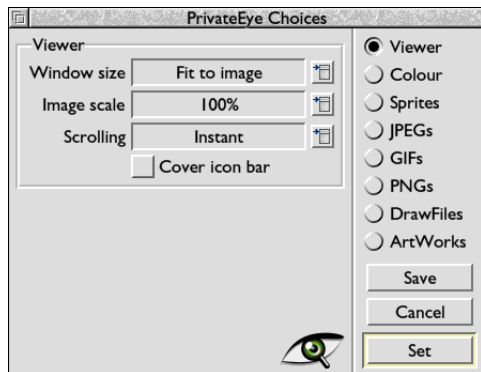 PrivateEye Choices
Viewer
Window size Fit to image
Image scale 100%
Scrolling Instant
Cover icon bar
Viewer
Colour
Sprites
JPEGs
GIFs
PNGs
DrawFiles
ArtWorks
Save
Cancel
Set